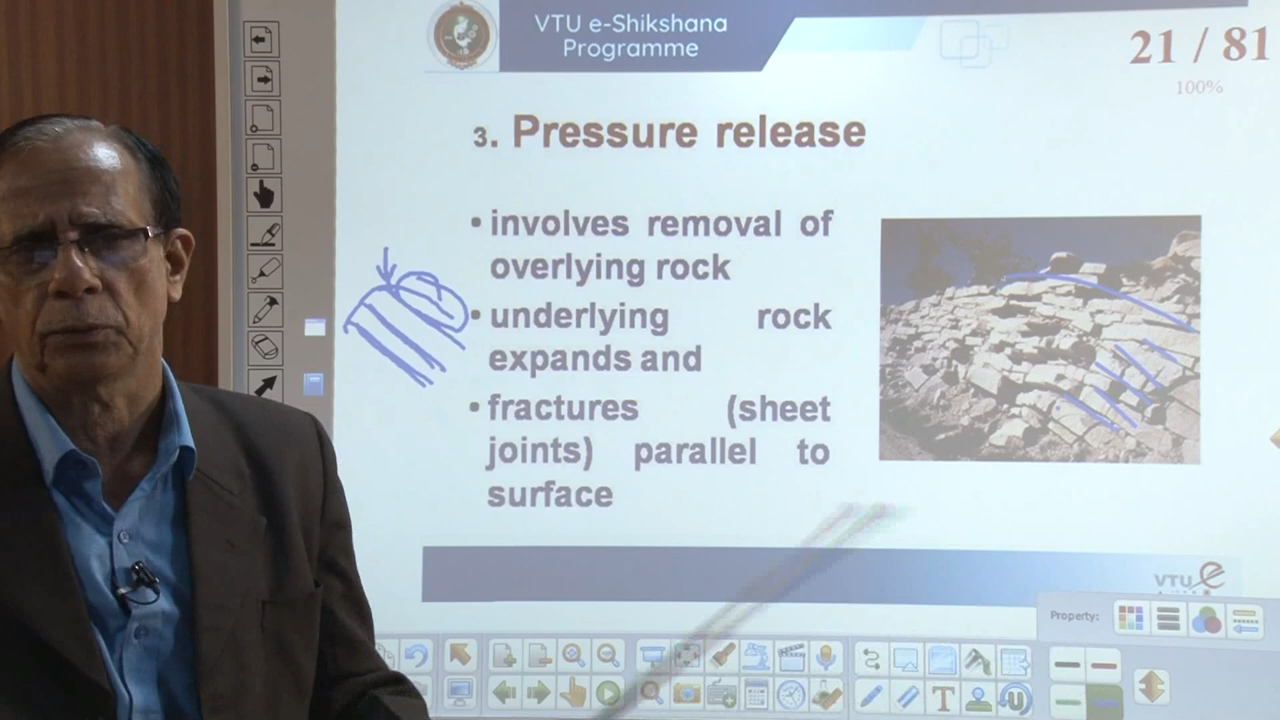 VTU e-Shikshana
Programme
21 / 81
100%
3. Pressure release
• involves removal of
overlying rock
• underlying rock
expands and
• fractures (sheet
joints) parallel to
surface
VTU e
Property:
T